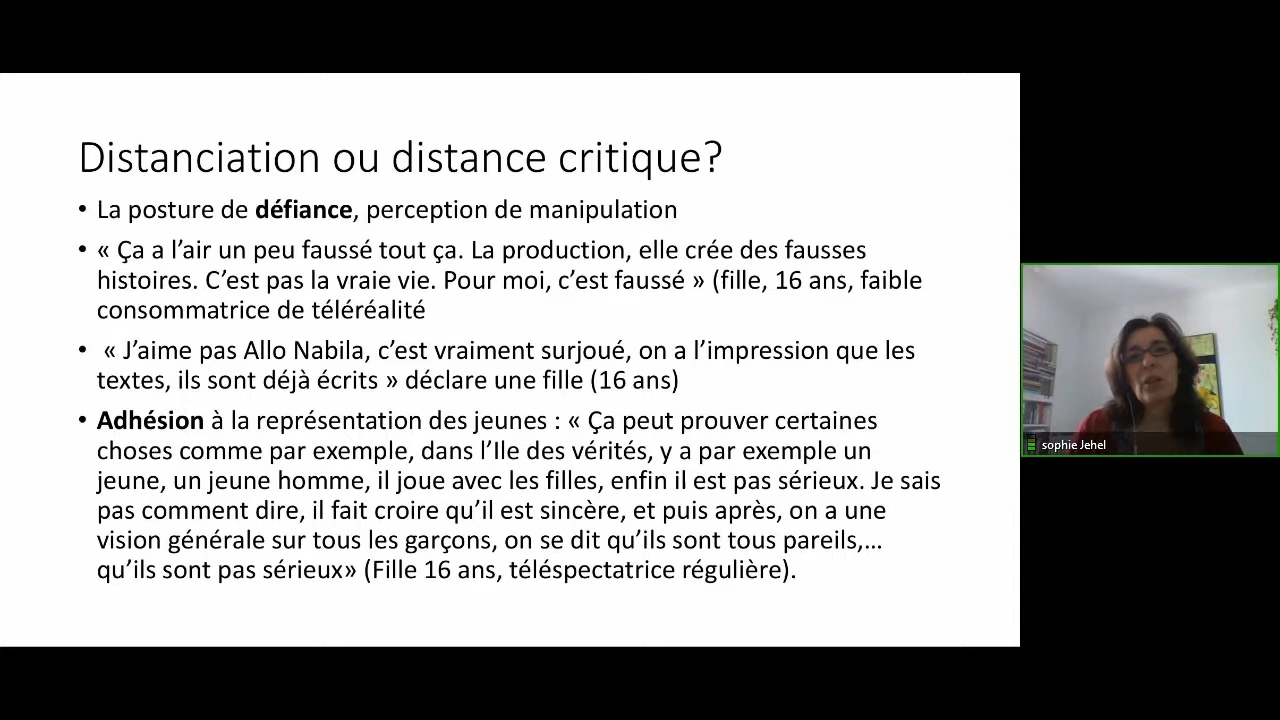 Distanciation ou distance critique?
• La posture de défiance, perception de manipulation
• « Ça a l’air un peu faussé tout ça. La production, elle crée des fausses
histoires. C’est pas la vraie vie. Pour moi, c’est faussé » (fille, 16 ans, faible
consommatrice de téléréalité
• « J’aime pas Allo Nabila, c’est vraiment surjoué, on a l’impression que les
textes, ils sont déjà écrits » déclare une fille (16 ans)
• Adhésion à la représentation des jeunes : « Ça peut prouver certaines
choses comme par exemple, dans l’Ile des vérités, y a par exemple un
jeune, un jeune homme, il joue avec les filles, enfin il est pas sérieux. Je sais
pas comment dire, il fait croire qu’il est sincère, et puis après, on a une
vision générale sur tous les garçons, on se dit qu’ils sont tous pareils,…
qu’ils sont pas sérieux» (Fille 16 ans, téléspectatrice régulière).
sophie Jehel